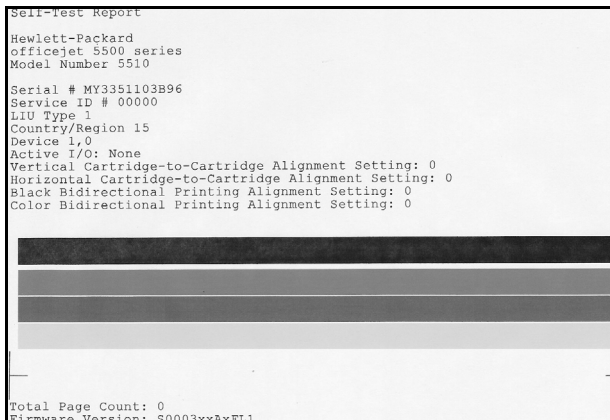 Self-Test Report
Hewlett-Packard
officejet 5500 series
Model Number 5510
Serial # MY3351103B96
Service ID # 00000
LIU Type 1
Country/Region 15
Device 1,0
Active I/O: None
Vertical Cartridge-to-Cartridge Alignment Setting: 0
Horizontal Cartridge-to-Cartridge Alignment Setting: 0
Black Bidirectional Printing Alignment Setting: 0
Color Bidirectional Printing Alignment Setting: 0
Total Page Count: 0
Firmware Version: S0003xxAxFL1